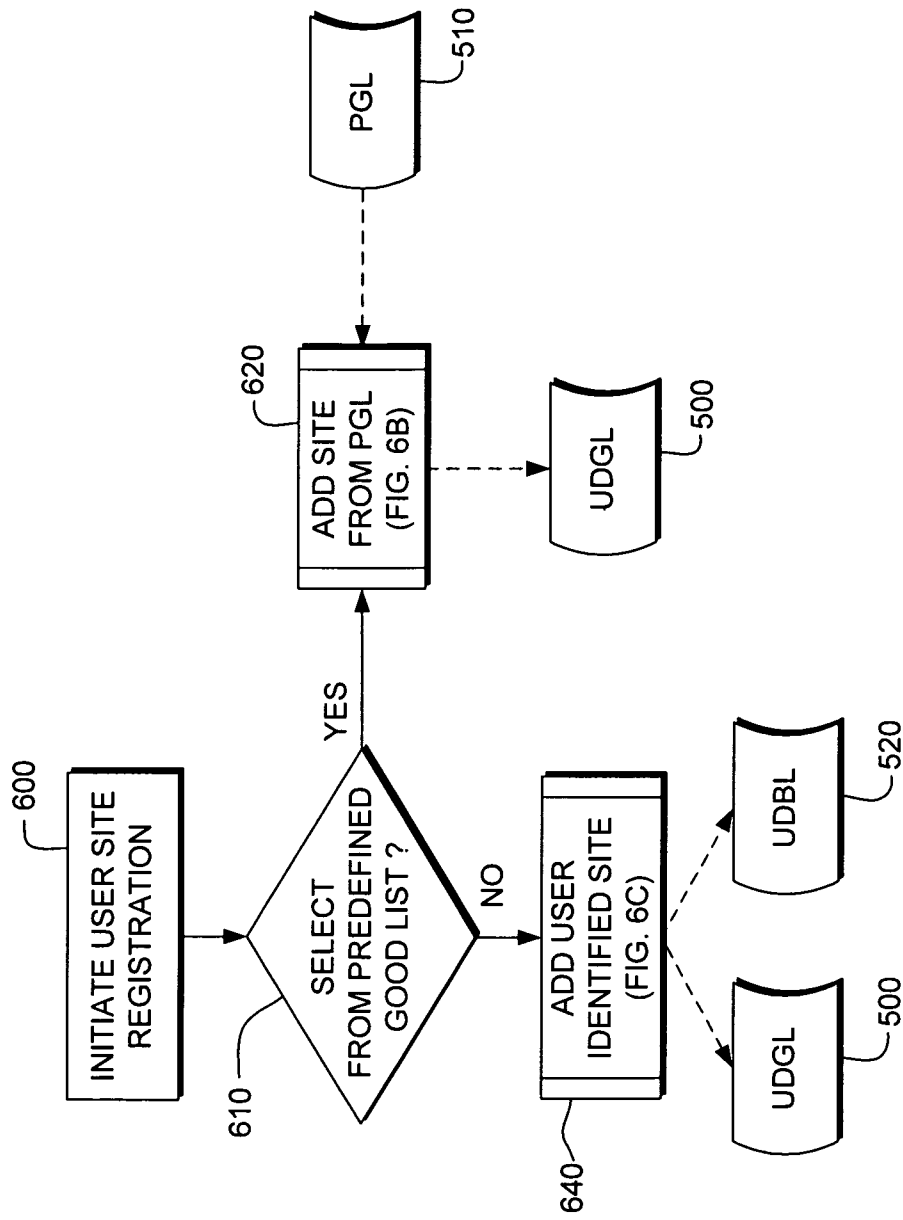 600
INITIATE USER SITE
REGISTRATION
610
SELECT
FROM PREDEFINED
GOOD LIST ?
YES
620
ADD SITE
FROM PGL
(FIG. 6B)
PGL
510
UDGL
500
NO
640
ADD USER
IDENTIFIED SITE
(FIG. 6C)
UDGL
500
UDBL
520